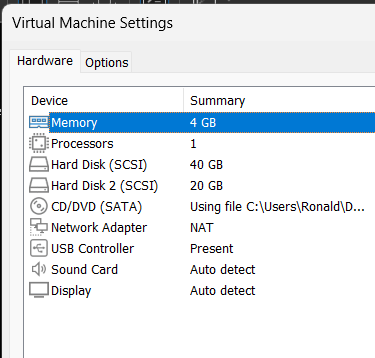 Virtual Machine Settings
Hardware Options
Device Summary
Memory 4 GB
Processors 1
Hard Disk (SCSI) 40 GB
Hard Disk 2 (SCSI) 20 GB
CD/DVD (SATA) Using file C:\Users\Ronald\D...
Network Adapter NAT
USB Controller Present
Sound Card Auto detect
Display Auto detect